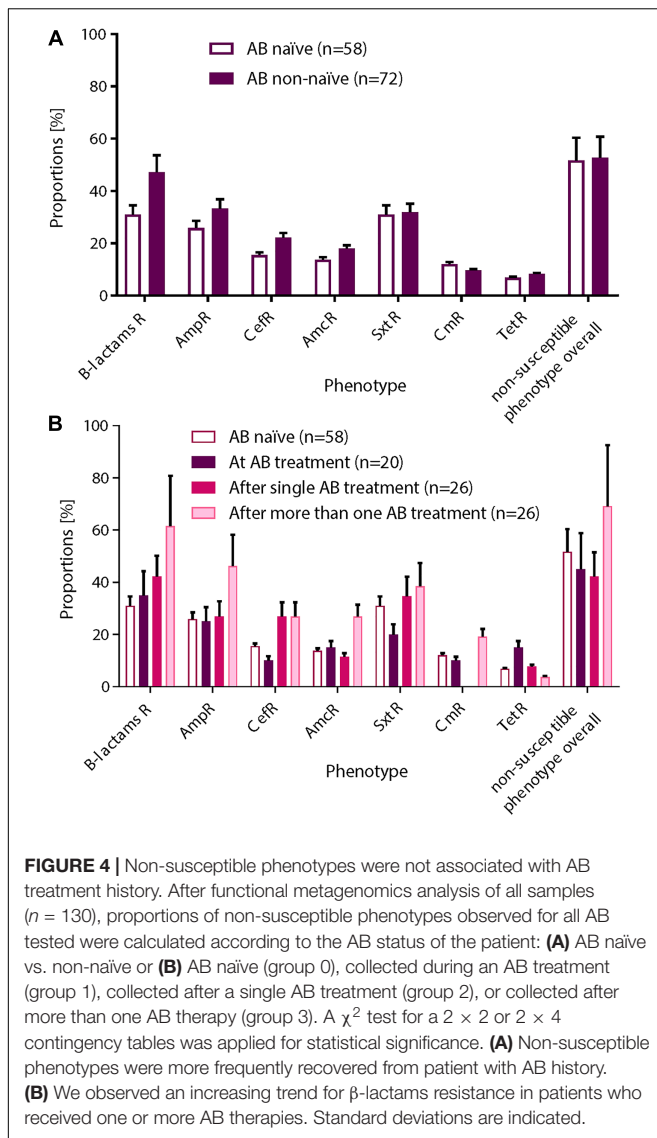 A
100
80
60
40
20
0
Proportions [%]
AB naïve (n=58)
AB non-naïve (n=72)
B-lactams R
AmpR
CefR
AmcR
SxtR
CmR
TetR
non-susceptible
phenotype overall
Phenotype
B
100
80
60
40
20
0
Proportions [%]
AB naïve (n=58)
At AB treatment (n=20)
After single AB treatment (n=26)
After more than one AB treatment (n=26)
B-lactams R
AmpR
CefR
AmcR
SxtR
CmR
TetR
non-susceptible
phenotype overall
Phenotype
FIGURE 4 | Non-susceptible phenotypes were not associated with AB
treatment history. After functional metagenomics analysis of all samples
(n = 130), proportions of non-susceptible phenotypes observed for all AB
tested were calculated according to the AB status of the patient: (A) AB naïve
vs. non-naïve or (B) AB naïve (group 0), collected during an AB treatment
(group 1), collected after a single AB treatment (group 2), or collected after
more than one AB therapy (group 3). A χ² test for a 2 × 2 or 2 × 4
contingency tables was applied for statistical significance. (A) Non-susceptible
phenotypes were more frequently recovered from patient with AB history.
(B) We observed an increasing trend for β-lactams resistance in patients who
received one or more AB therapies. Standard deviations are indicated.